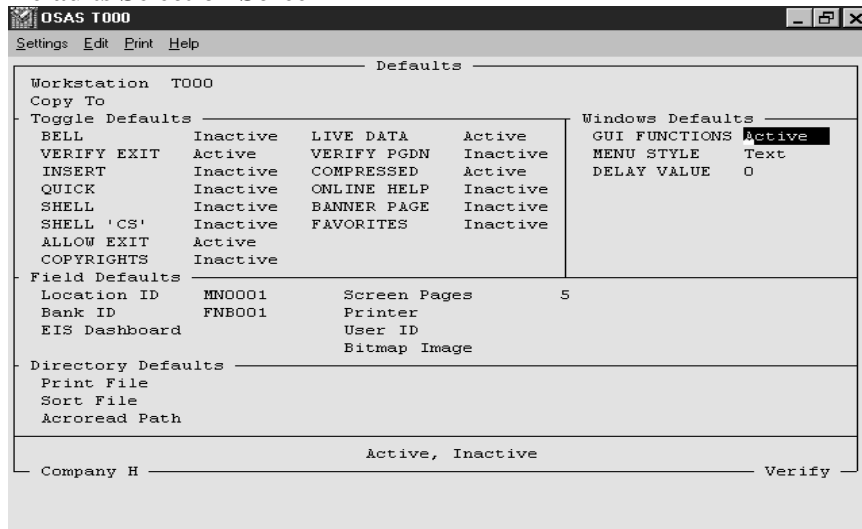 OSAS T000
Settings Edit Print Help
Defaults
Workstation T000
Copy To
Toggle Defaults Windows Defaults
BELL Inactive LIVE DATA Active GUI FUNCTIONS Active
VERIFY EXIT Active VERIFY PGDN Inactive MENU STYLE Text
INSERT Inactive COMPRESSED Active DELAY VALUE 0
QUICK Inactive ONLINE HELP Inactive
SHELL Inactive BANNER PAGE Inactive
SHELL 'CS' Inactive FAVORITES Inactive
ALLOW EXIT Active
COPYRIGHTS Inactive
Field Defaults
Location ID MN0001 Screen Pages 5
Bank ID FNB001 Printer
EIS Dashboard User ID
Bitmap Image
Directory Defaults
Print File
Sort File
Acroread Path
Active, Inactive
Company H Verify